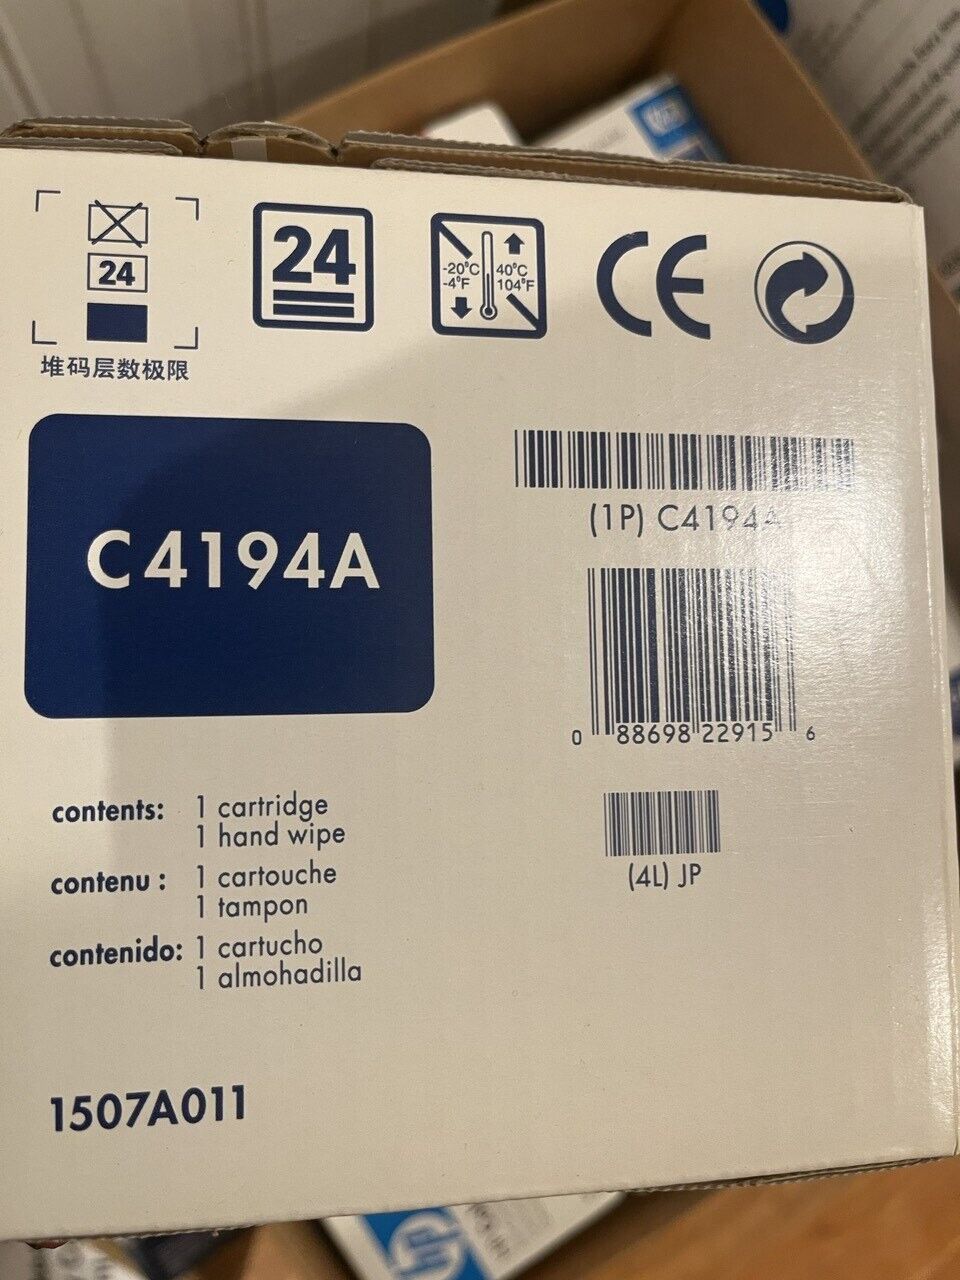 24
堆码层数极限
24
-20°C
-4°F
40°C
104°F
CE
C4194A
(1P) C4194A
0 88698 22915 6
(4L) JP
contents: 1 cartridge
1 hand wipe
contenu : 1 cartouche
1 tampon
contenido: 1 cartucho
1 almohadilla
1507A011
hp